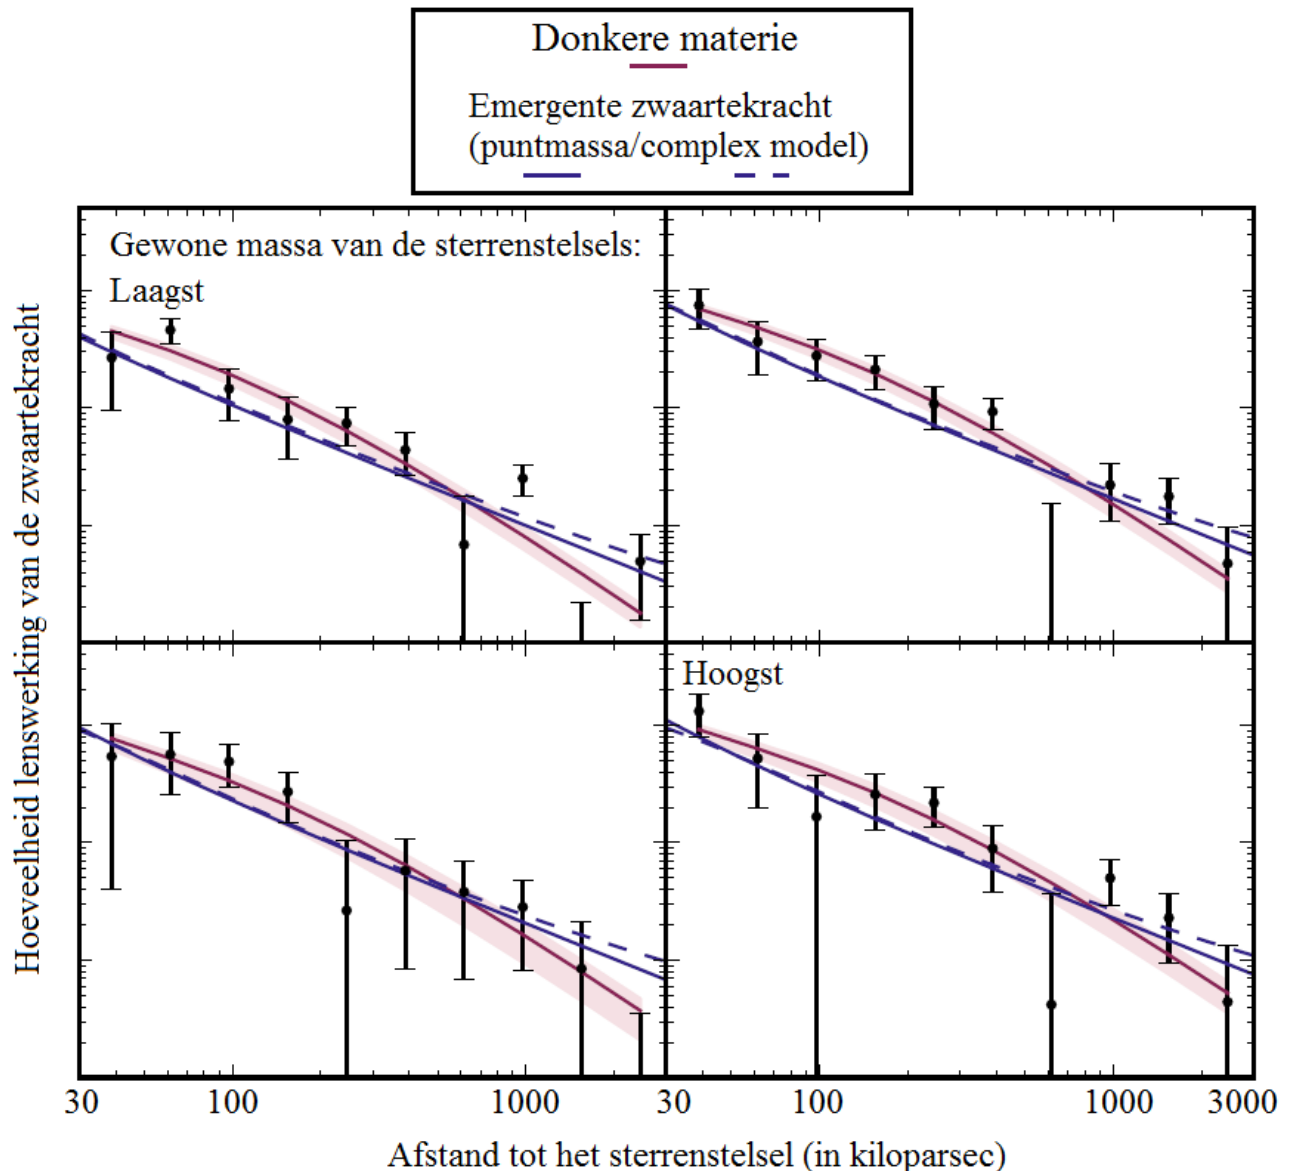 Donkere materie
Emergente zwaartekracht
(puntmassa/complex model)
Gewone massa van de sterrenstelsels:
Laagst
Hoogst
Hoeveelheid lenswerking van de zwaartekracht
30 100 1000 100 1000 3000
30
Afstand tot het sterrenstelsel (in kiloparsec)